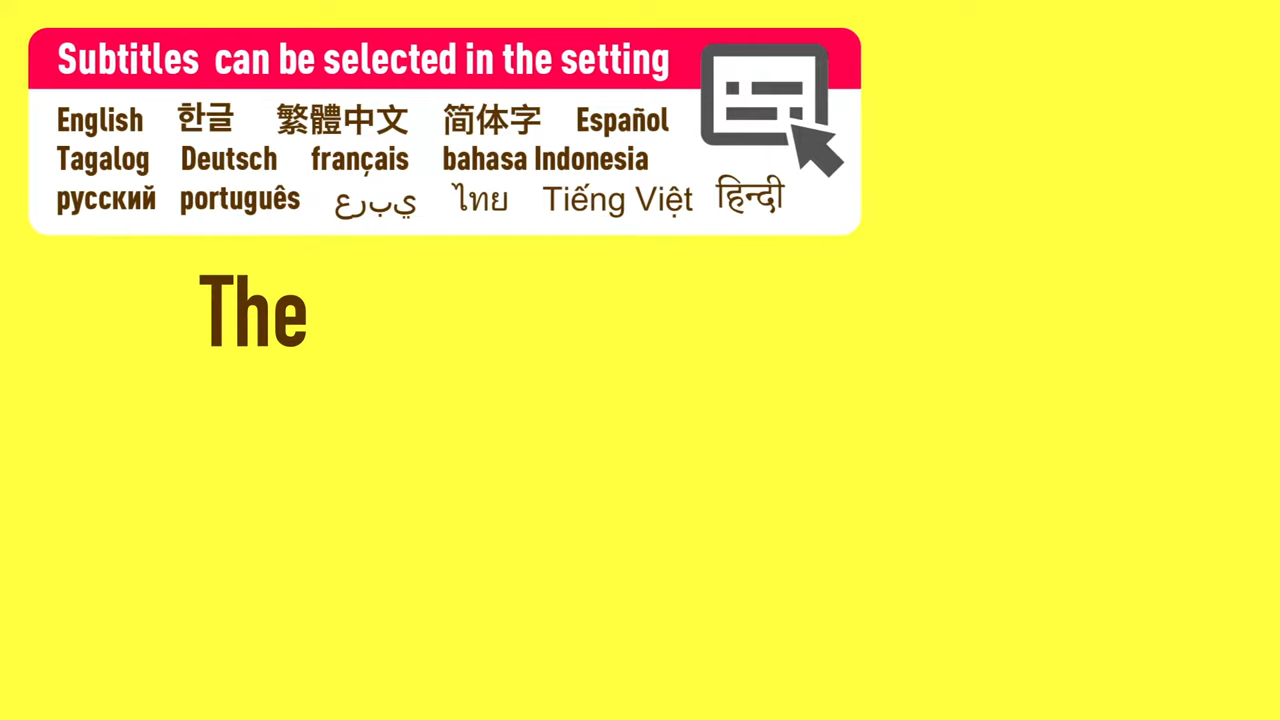 Subtitles can be selected in the setting
English 한글 繁體中文 简体字 Español
Tagalog Deutsch français bahasa Indonesia
русский português ي ب ر ع ไทย Tiếng Việt हिन्दी
The